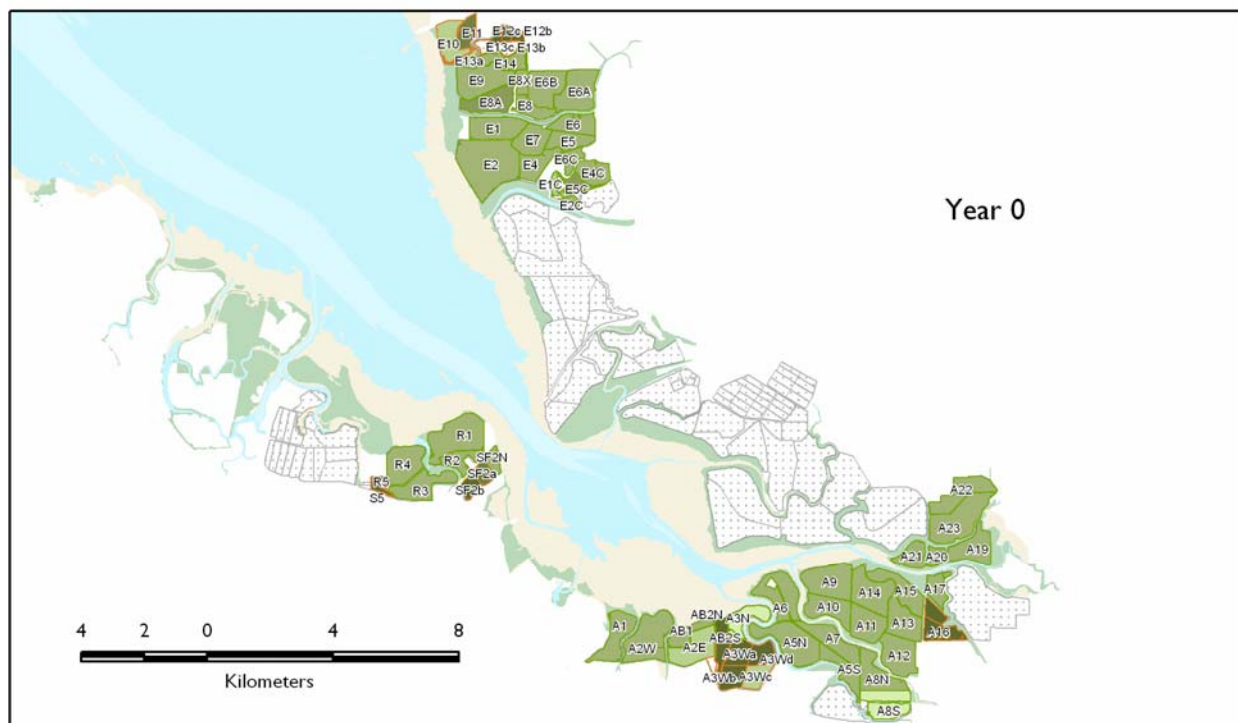 E11
E12c E12b
E10
E13c E13b
E13a
E14
E8X
E9
E6B
E6A
E8A
E8
E1
E6
E7
E5
E2
E4
E6C
E4C
E1C
E5C
E2C
Year 0
R1
R2
SF2N
R4
SF2a
R5
R3
SF2b
S5
A22
A23
A19
A21
A20
A9
A14
A15
A17
A6
A10
AB2N
A3N
A1
AB1
A11
A13
A16
AB2S
A2W
A2E
A5N
A7
A3Wa
A3Wd
A12
A5S
A3Wb
A3Wc
A8N
A8S
4 2 0 4 8
Kilometers